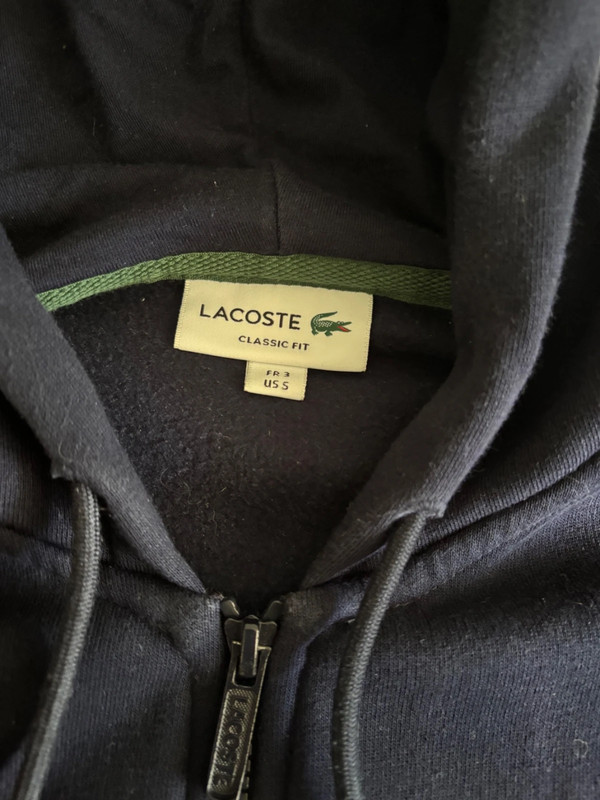 LACOSTE
CLASSIC FIT
FR 3
US S
LACOSTE